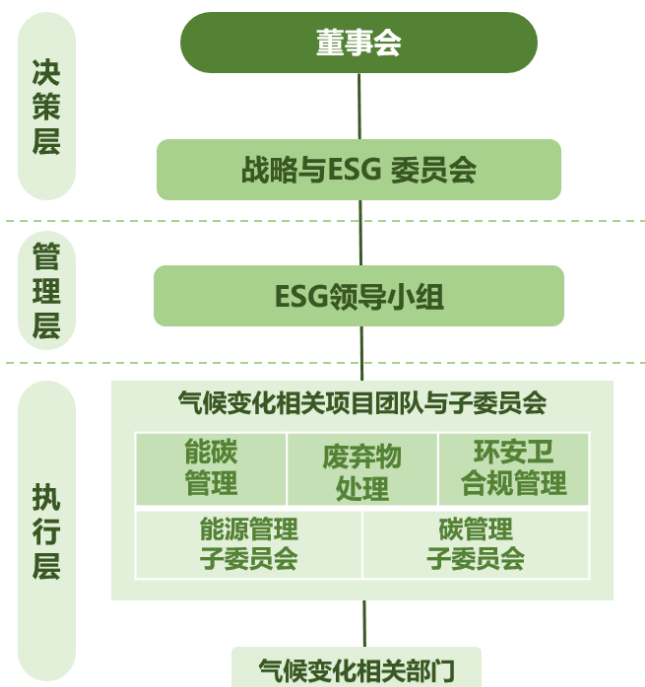 决策层
董事会
战略与ESG 委员会
管理层
ESG领导小组
执行层
气候变化相关项目团队与子委员会
能碳
管理
废弃物
处理
环安卫
合规管理
能源管理
子委员会
碳管理
子委员会
气候变化相关部门